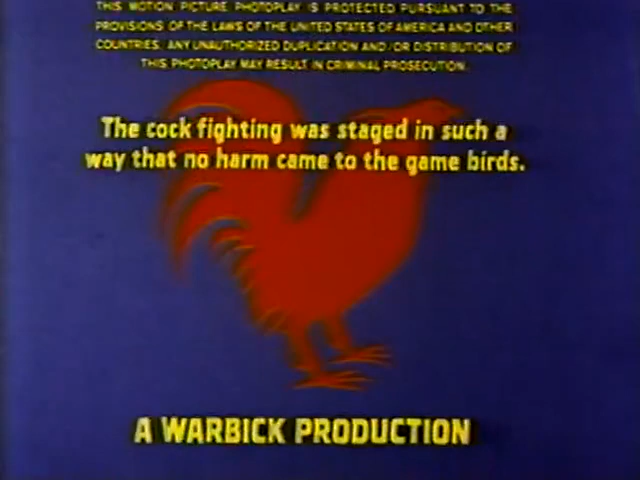 THIS MOTION PICTURE PHOTOPLAY IS PROTECTED PURSUANT TO THE
PROVISIONS OF THE LAWS OF THE UNITED STATES OF AMERICA AND OTHER
COUNTRIES. ANY UNAUTHORIZED DUPLICATION AND/OR DISTRIBUTION OF
THIS PHOTOPLAY MAY RESULT IN CRIMINAL PROSECUTION.
The cock fighting was staged in such a
way that no harm came to the game birds.
A WARBICK PRODUCTION